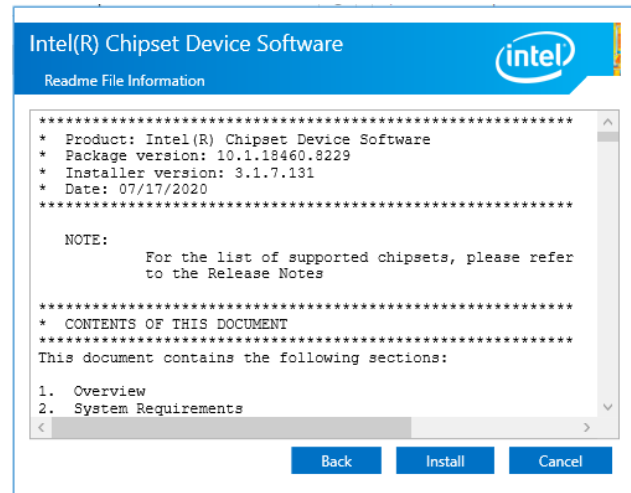 Intel(R) Chipset Device Software
Readme File Information
intel
******************************************************************
*  Product: Intel(R) Chipset Device Software
*  Package version: 10.1.18460.8229
*  Installer version: 3.1.7.131
*  Date: 07/17/2020
******************************************************************
NOTE:
For the list of supported chipsets, please refer
to the Release Notes
******************************************************************
*  CONTENTS OF THIS DOCUMENT
******************************************************************
This document contains the following sections:
1.  Overview
2.  System Requirements
Back Install Cancel